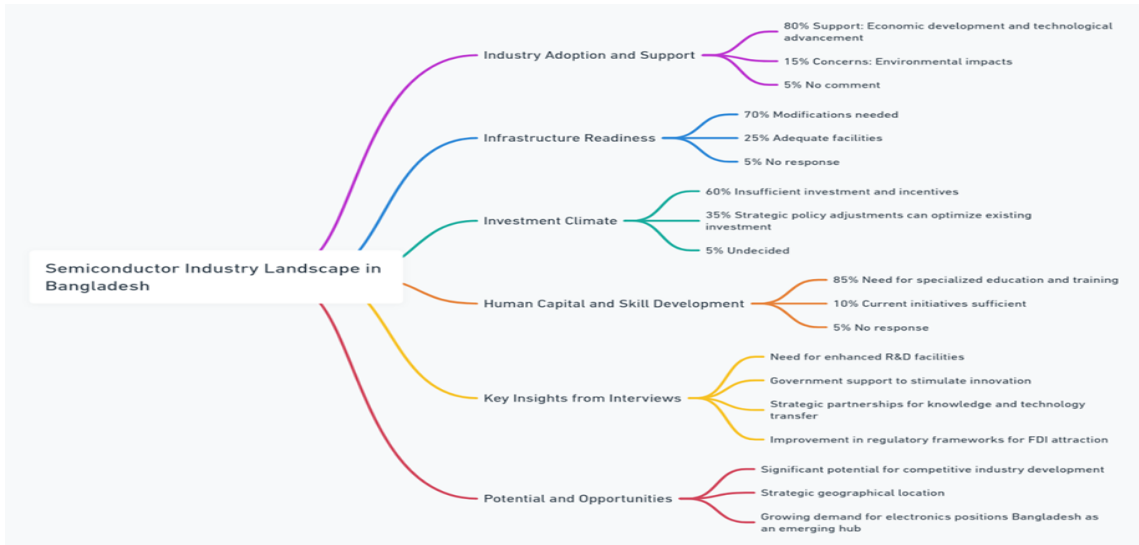 80% Support: Economic development and technological
advancement
Industry Adoption and Support
15% Concerns: Environmental impacts
5% No comment
70% Modifications needed
Infrastructure Readiness
25% Adequate facilities
5% No response
60% Insufficient investment and incentives
Investment Climate
35% Strategic policy adjustments can optimize existing
investment
5% Undecided
Semiconductor Industry Landscape in
Bangladesh
85% Need for specialized education and training
Human Capital and Skill Development
10% Current initiatives sufficient
5% No response
Need for enhanced R&D facilities
Government support to stimulate innovation
Key Insights from Interviews
Strategic partnerships for knowledge and technology
transfer
Improvement in regulatory frameworks for FDI attraction
Significant potential for competitive industry development
Potential and Opportunities
Strategic geographical location
Growing demand for electronics positions Bangladesh as
an emerging hub